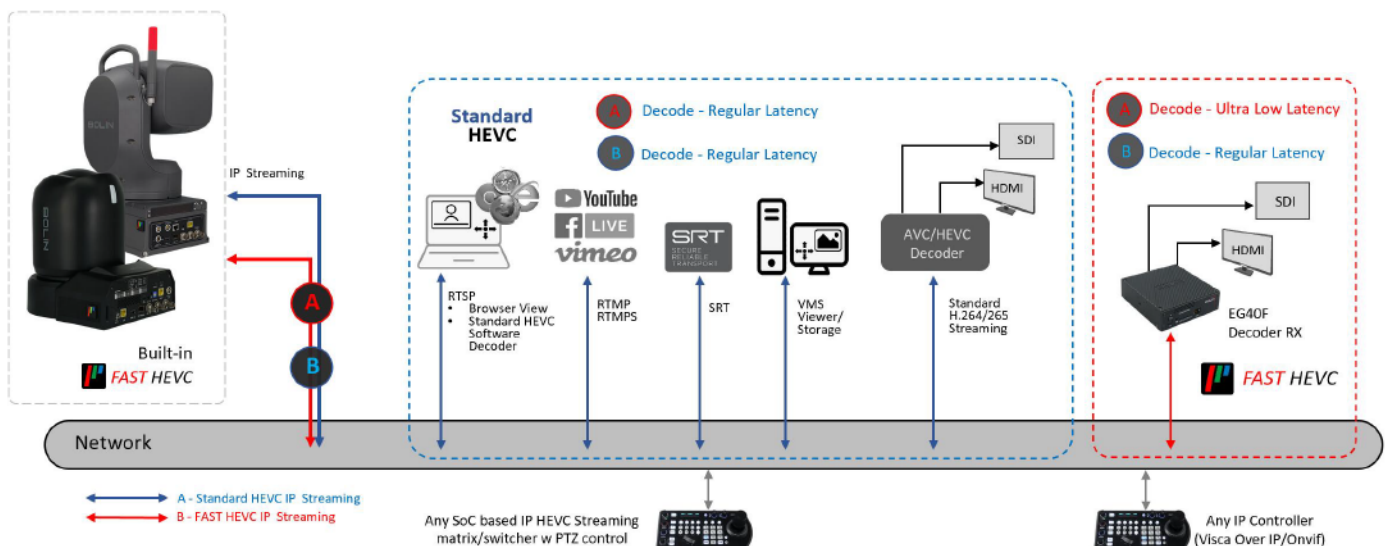 BOLIN
BOLIN
IP Streaming
Built-in
FAST HEVC
A
B
Standard
HEVC
A Decode - Regular Latency
B Decode - Regular Latency
YouTube
f LIVE
vimeo
SRT
SECURE
RELIABLE
TRANSPORT
AVC/HEVC
Decoder
SDI
HDMI
RTSP
• Browser View
• Standard HEVC
Software
Decoder
RTMP
RTMPS
SRT
VMS
Viewer/
Storage
Standard
H.264/265
Streaming
A Decode - Ultra Low Latency
B Decode - Regular Latency
SDI
HDMI
EG40F
Decoder RX
FAST HEVC
Network
A - Standard HEVC IP Streaming
B - FAST HEVC IP Streaming
Any SoC based IP HEVC Streaming
matrix/switcher w PTZ control
Any IP Controller
(Visca Over IP/Onvif)